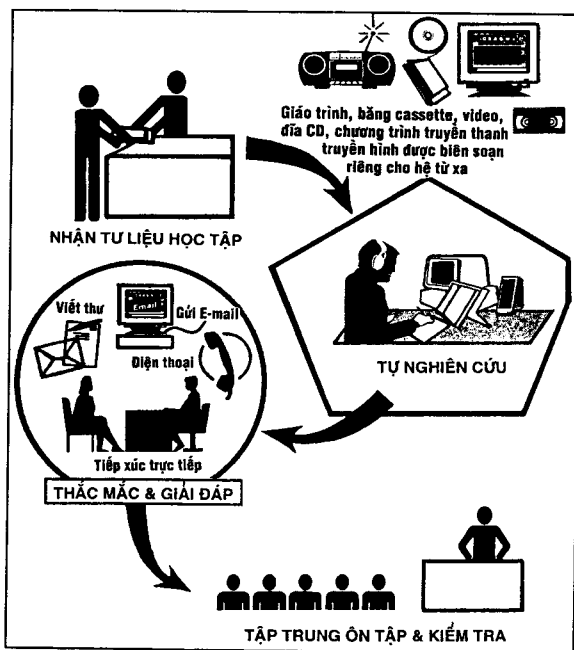 Giáo trình, băng cassette, video,
đĩa CD, chương trình truyền thanh
truyền hình được biên soạn
riêng cho hệ từ xa
NHẬN TƯ LIỆU HỌC TẬP
TỰ NGHIÊN CỨU
Viết thư
Email
Gửi E-mail
Điện thoại
Tiếp xúc trực tiếp
THẮC MẮC & GIẢI ĐÁP
TẬP TRUNG ÔN TẬP & KIỂM TRA